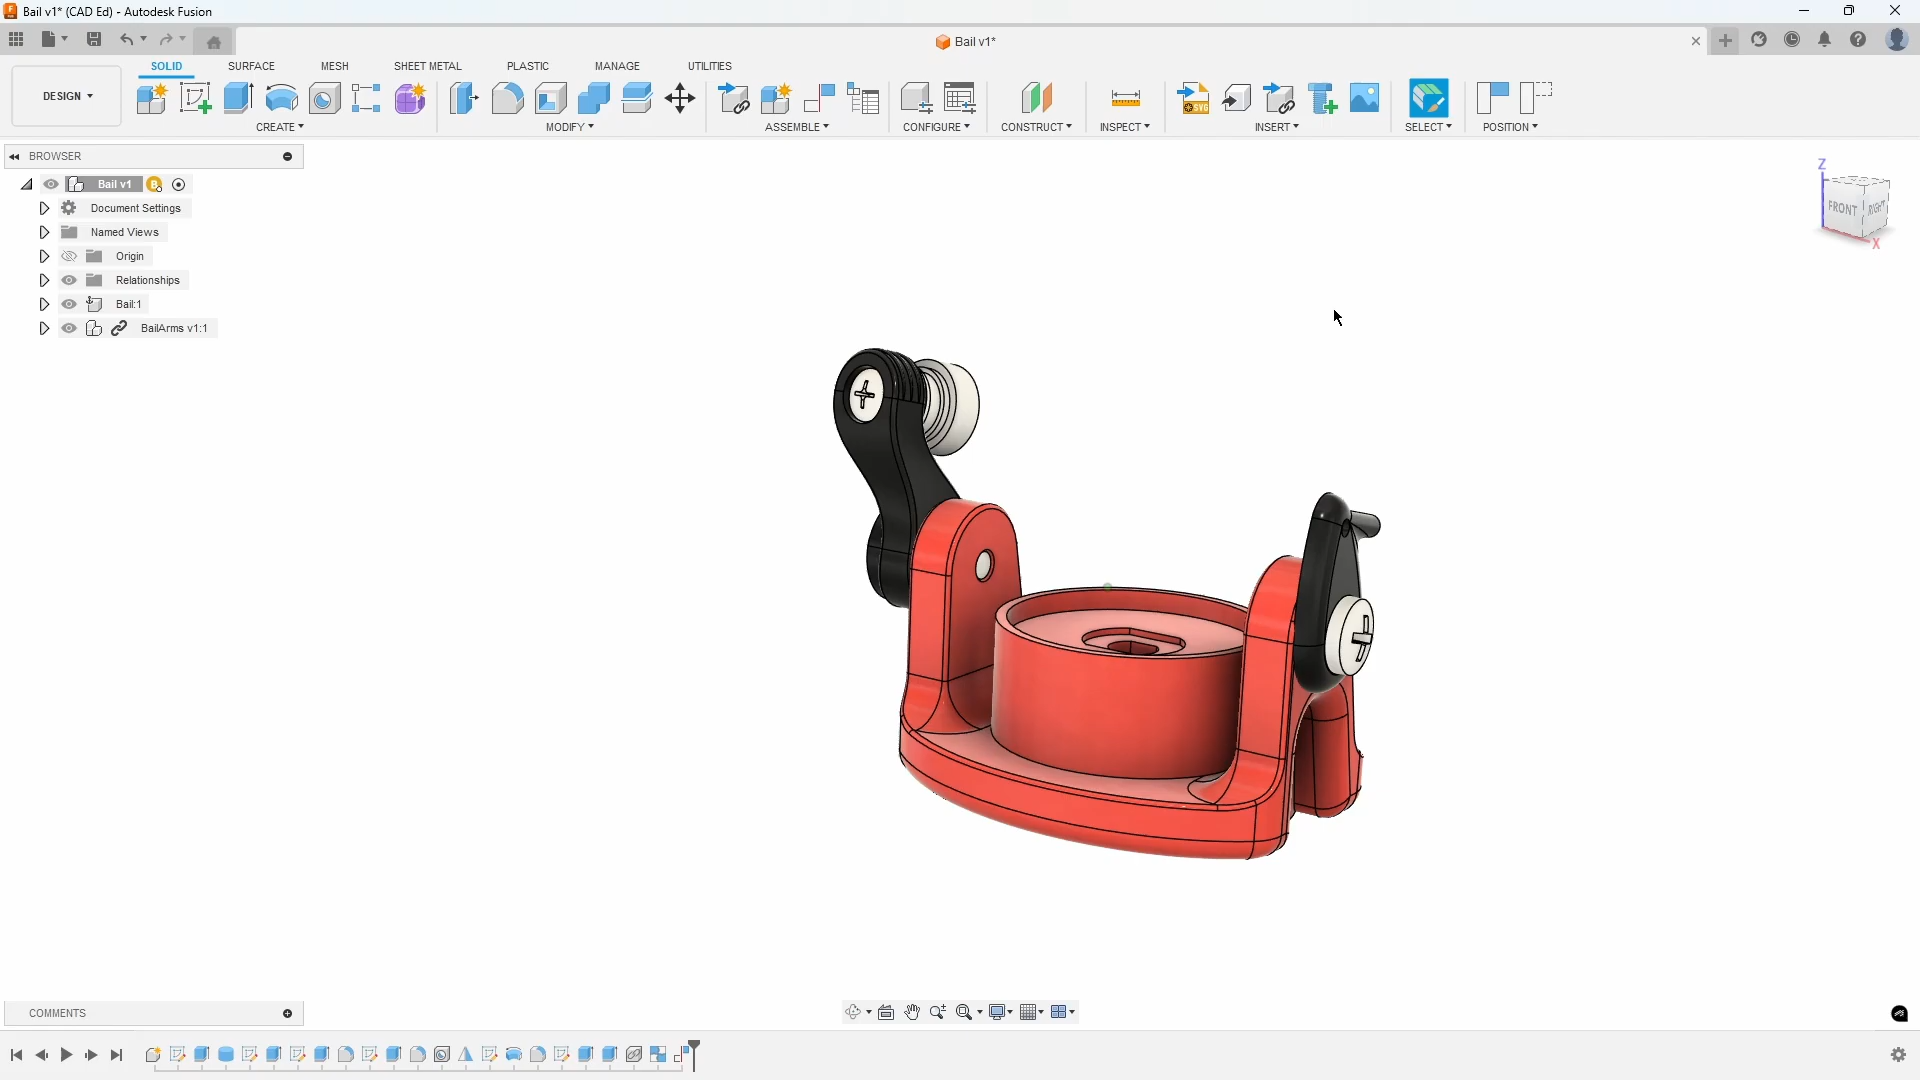 Bail v1* (CAD Ed) - Autodesk Fusion
Bail v1*
SOLID SURFACE MESH SHEET METAL PLASTIC MANAGE UTILITIES
DESIGN
CREATE MODIFY ASSEMBLE CONFIGURE CONSTRUCT INSPECT INSERT SELECT POSITION
SVG
BROWSER
Bail v1 B
Document Settings
Named Views
Origin
Relationships
Bail:1
BailArms v1:1
Z
FRONT RIGHT
X
COMMENTS